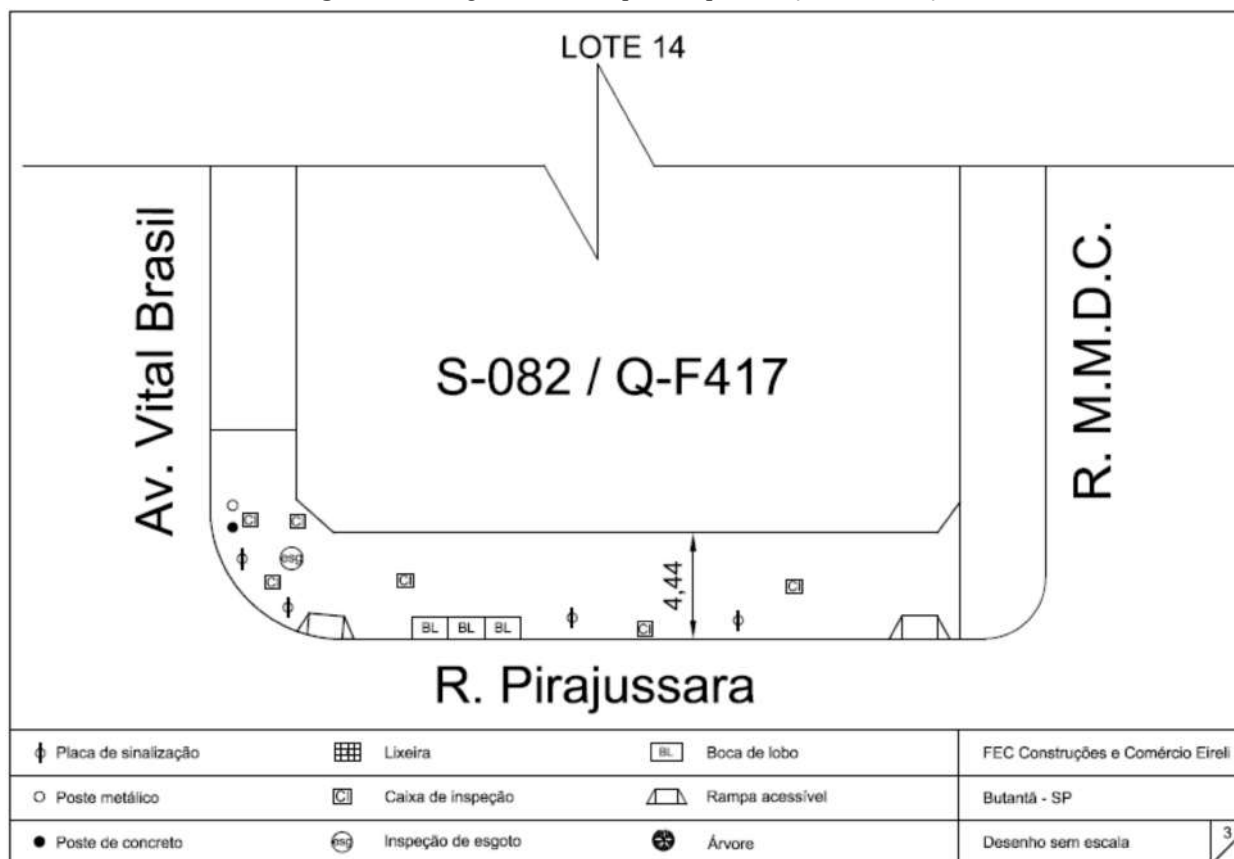 LOTE 14
Av. Vital Brasil
S-082 / Q-F417
R. M.M.D.C.
CI
CI
esg
CI
CI
CI
CI
4,44
BL
BL
BL
R. Pirajussara
Placa de sinalização
Lixeira
BL
Boca de lobo
FEC Construções e Comércio Eireli
Poste metálico
CI
Caixa de inspeção
Rampa acessível
Butantã - SP
Poste de concreto
esg
Inspeção de esgoto
Árvore
Desenho sem escala
3